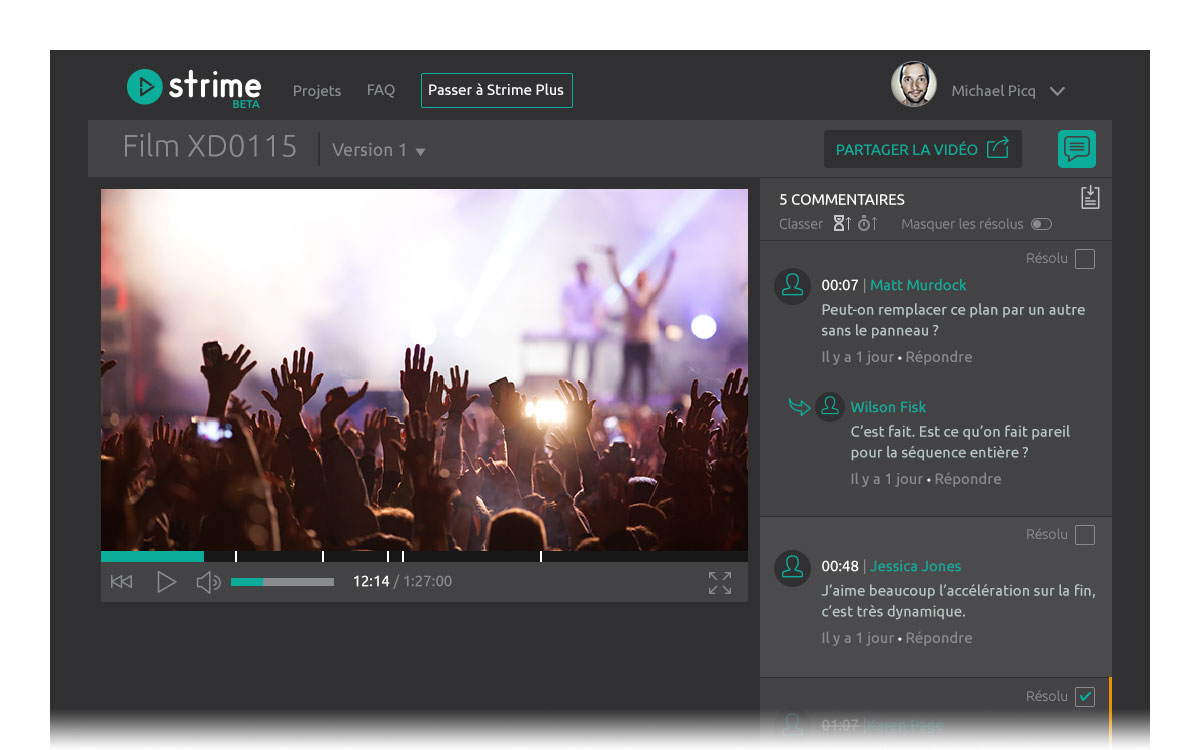 strime
BETA
Projets
FAQ
Passer à Strime Plus
Michael Picq
Film XD0115
Version 1
PARTAGER LA VIDÉO
5 COMMENTAIRES
Classer
Masquer les résolus
Résolu
00:07 | Matt Murdock
Peut-on remplacer ce plan par un autre
sans le panneau ?
Il y a 1 jour • Répondre
Wilson Fisk
C’est fait. Est ce qu’on fait pareil
pour la séquence entière ?
Il y a 1 jour • Répondre
Résolu
00:48 | Jessica Jones
J’aime beaucoup l’accélération sur la fin,
c’est très dynamique.
Il y a 1 jour • Répondre
Résolu
01:07 | Karen Page
12:14 / 1:27:00